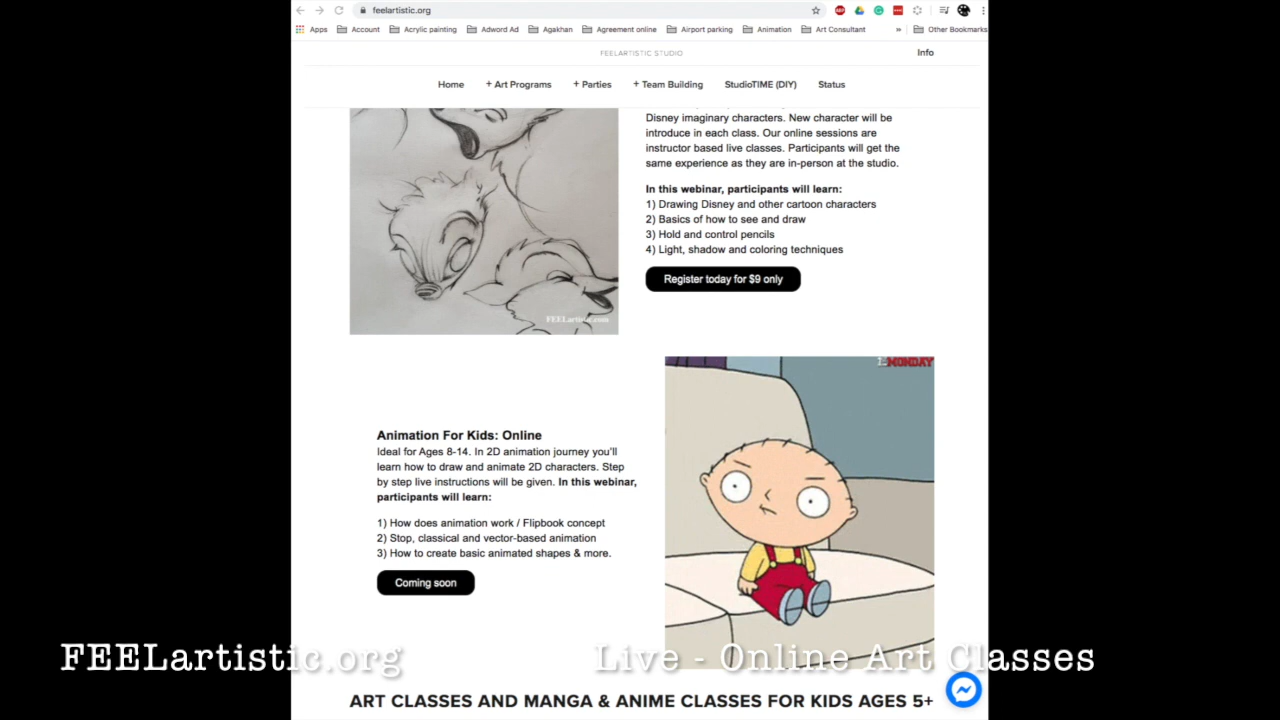 feelartistic.org
Apps Account Acrylic painting Adword Ad Agakhan Agreement online Airport parking Animation Art Consultant » Other Bookmarks
FEELARTISTIC STUDIO
Info
Home + Art Programs + Parties + Team Building StudioTIME (DIY) Status
Disney imaginary characters. New character will be
introduce in each class. Our online sessions are
instructor based live classes. Participants will get the
same experience as they are in-person at the studio.
In this webinar, participants will learn:
1) Drawing Disney and other cartoon characters
2) Basics of how to see and draw
3) Hold and control pencils
4) Light, shadow and coloring techniques
Register today for $9 only
FEELartistic.com
MONDAY
Animation For Kids: Online
Ideal for Ages 8-14. In 2D animation journey you'll
learn how to draw and animate 2D characters. Step
by step live instructions will be given. In this webinar,
participants will learn:
1) How does animation work / Flipbook concept
2) Stop, classical and vector-based animation
3) How to create basic animated shapes & more.
Coming soon
FEELartistic.org
Live - Online Art Classes
ART CLASSES AND MANGA & ANIME CLASSES FOR KIDS AGES 5+